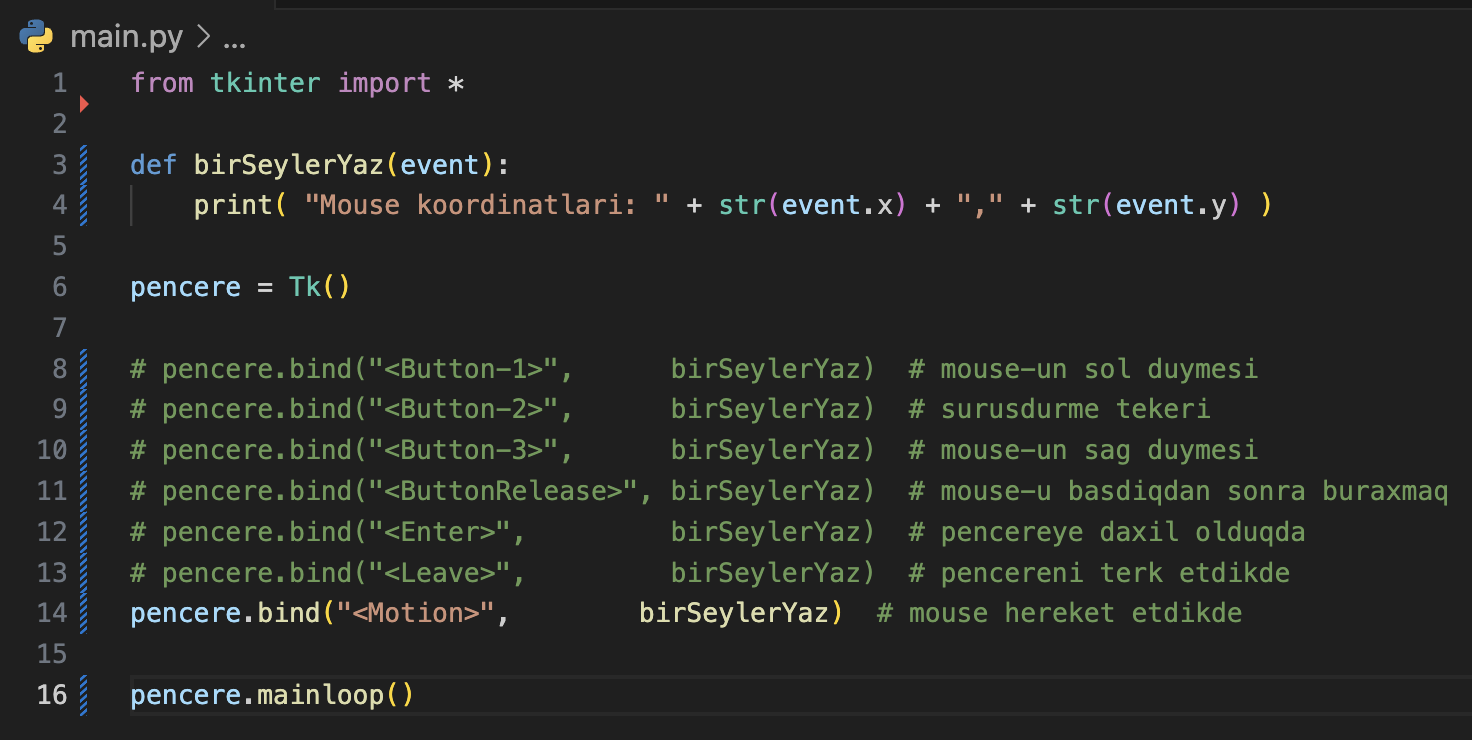 main.py > ...
1 from tkinter import *
2
3 def birSeylerYaz(event):
4     print( "Mouse koordinatlari: " + str(event.x) + "," + str(event.y) )
5
6 pencere = Tk()
7
8 # pencere.bind("<Button-1>",      birSeylerYaz)  # mouse-un sol duymesi
9 # pencere.bind("<Button-2>",      birSeylerYaz)  # surusdurme tekeri
10 # pencere.bind("<Button-3>",      birSeylerYaz)  # mouse-un sag duymesi
11 # pencere.bind("<ButtonRelease>", birSeylerYaz)  # mouse-u basdiqdan sonra buraxmaq
12 # pencere.bind("<Enter>",         birSeylerYaz)  # pencereye daxil olduqda
13 # pencere.bind("<Leave>",         birSeylerYaz)  # pencereni terk etdikde
14 pencere.bind("<Motion>",        birSeylerYaz)  # mouse hereket etdikde
15
16 pencere.mainloop()